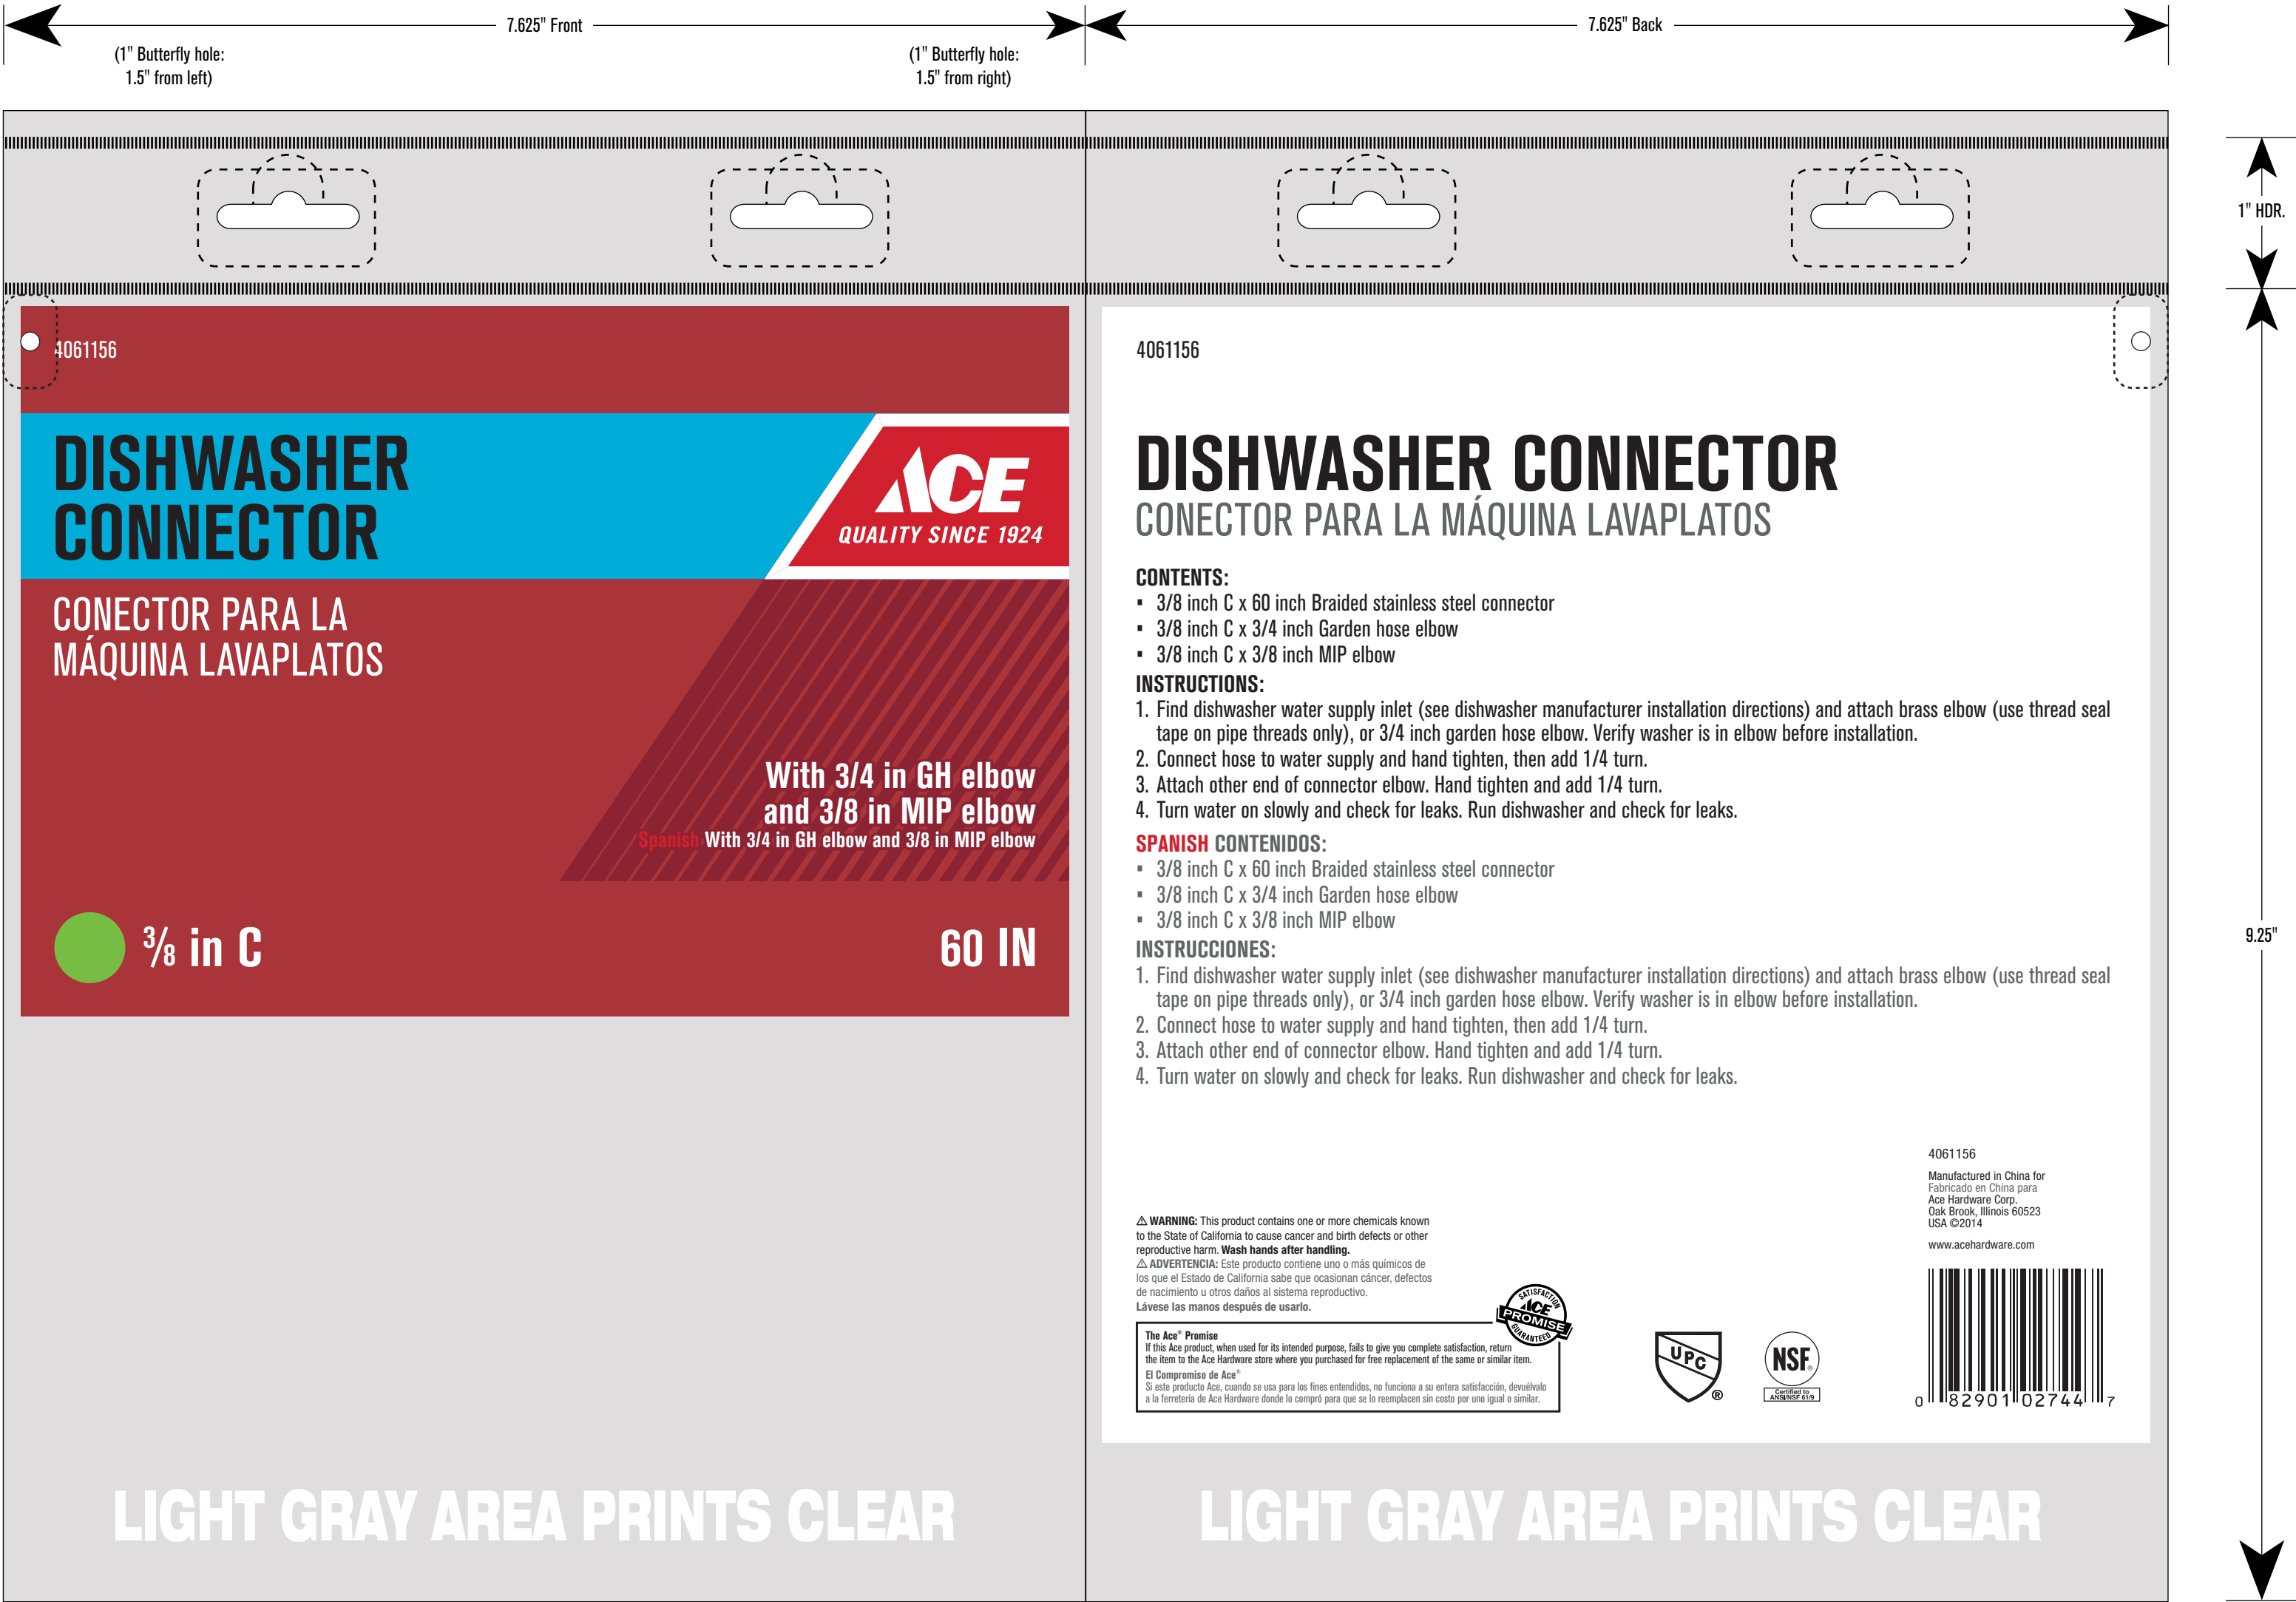 7.625" Front
7.625" Back
(1" Butterfly hole:
1.5" from left)
(1" Butterfly hole:
1.5" from right)
1" HDR.
9.25"
4061156
DISHWASHER
CONNECTOR
ACE
QUALITY SINCE 1924
CONECTOR PARA LA
MÁQUINA LAVAPLATOS
With 3/4 in GH elbow
and 3/8 in MIP elbow
Spanish With 3/4 in GH elbow and 3/8 in MIP elbow
3/8 in C
60 IN
LIGHT GRAY AREA PRINTS CLEAR
4061156
DISHWASHER CONNECTOR
CONECTOR PARA LA MÁQUINA LAVAPLATOS
CONTENTS:
▪ 3/8 inch C x 60 inch Braided stainless steel connector
▪ 3/8 inch C x 3/4 inch Garden hose elbow
▪ 3/8 inch C x 3/8 inch MIP elbow
INSTRUCTIONS:
1. Find dishwasher water supply inlet (see dishwasher manufacturer installation directions) and attach brass elbow (use thread seal
tape on pipe threads only), or 3/4 inch garden hose elbow. Verify washer is in elbow before installation.
2. Connect hose to water supply and hand tighten, then add 1/4 turn.
3. Attach other end of connector elbow. Hand tighten and add 1/4 turn.
4. Turn water on slowly and check for leaks. Run dishwasher and check for leaks.
SPANISH CONTENIDOS:
▪ 3/8 inch C x 60 inch Braided stainless steel connector
▪ 3/8 inch C x 3/4 inch Garden hose elbow
▪ 3/8 inch C x 3/8 inch MIP elbow
INSTRUCCIONES:
1. Find dishwasher water supply inlet (see dishwasher manufacturer installation directions) and attach brass elbow (use thread seal
tape on pipe threads only), or 3/4 inch garden hose elbow. Verify washer is in elbow before installation.
2. Connect hose to water supply and hand tighten, then add 1/4 turn.
3. Attach other end of connector elbow. Hand tighten and add 1/4 turn.
4. Turn water on slowly and check for leaks. Run dishwasher and check for leaks.
⚠ WARNING: This product contains one or more chemicals known
to the State of California to cause cancer and birth defects or other
reproductive harm. Wash hands after handling.
⚠ ADVERTENCIA: Este producto contiene uno o más químicos de
los que el Estado de California sabe que ocasionan cáncer, defectos
de nacimiento u otros daños al sistema reproductivo.
Lávese las manos después de usarlo.
SATISFACTION
ACE
PROMISE
GUARANTEED
The Ace® Promise
If this Ace product, when used for its intended purpose, fails to give you complete satisfaction, return
the item to the Ace Hardware store where you purchased for free replacement of the same or similar item.
El Compromiso de Ace®
Si este producto Ace, cuando se usa para los fines entendidos, no funciona a su entera satisfacción, devuélvalo
a la ferretería de Ace Hardware donde lo compró para que se lo reemplacen sin costo por uno igual o similar.
UPC ®
NSF®
Certified to
ANSI/NSF 61/9
4061156
Manufactured in China for
Fabricado en China para
Ace Hardware Corp.
Oak Brook, Illinois 60523
USA ©2014
www.acehardware.com
0 82901 02744 7
LIGHT GRAY AREA PRINTS CLEAR